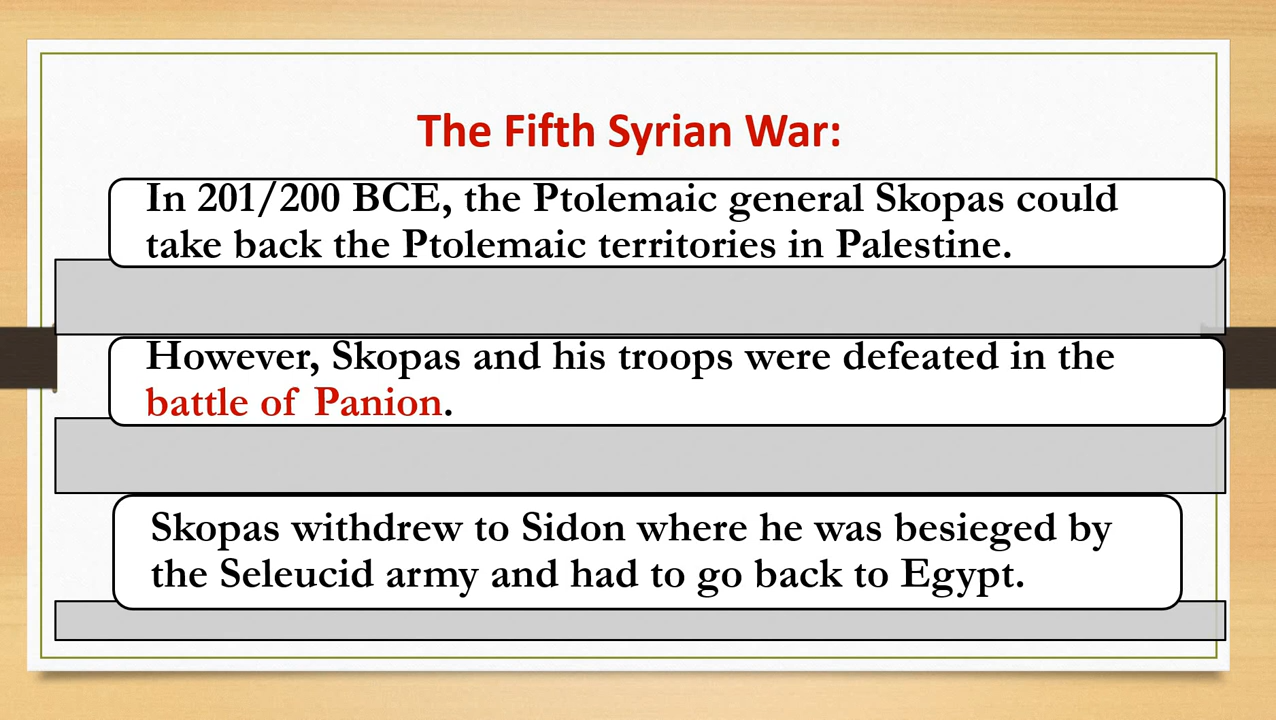 The Fifth Syrian War:
In 201/200 BCE, the Ptolemaic general Skopas could
take back the Ptolemaic territories in Palestine.
However, Skopas and his troops were defeated in the
battle of Panion.
Skopas withdrew to Sidon where he was besieged by
the Seleucid army and had to go back to Egypt.